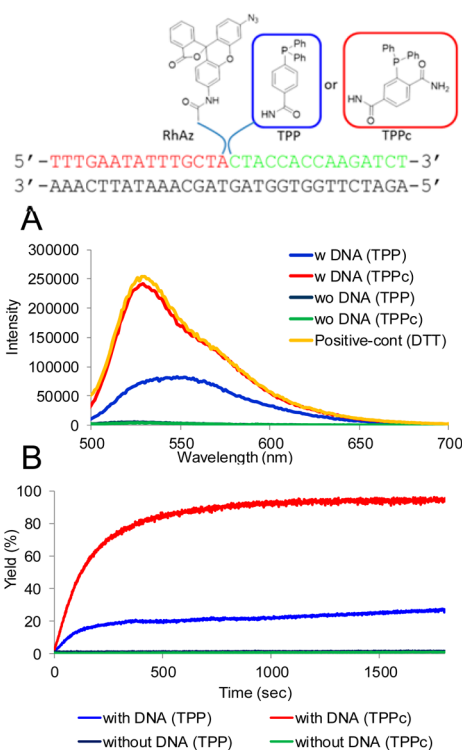 N₃
O
O
O
HN
O
RhAz
Ph
P-Ph
HN
O
TPP
or
Ph
P
Ph
O
NH₂
HN
O
TPPc
5′-TTTGAATATTTGCTACTACCACCAAGATCT-3′
3′-AAACTTATAAACGATGATGGTGGTTCTAGA-5′
A
Intensity
300000
250000
200000
150000
100000
50000
0
500
550
600
650
700
Wavelength (nm)
w DNA (TPP)
w DNA (TPPc)
wo DNA (TPP)
wo DNA (TPPc)
Positive-cont (DTT)
B
Yield (%)
100
80
60
40
20
0
0
500
1000
1500
Time (sec)
with DNA (TPP)
with DNA (TPPc)
without DNA (TPP)
without DNA (TPPc)